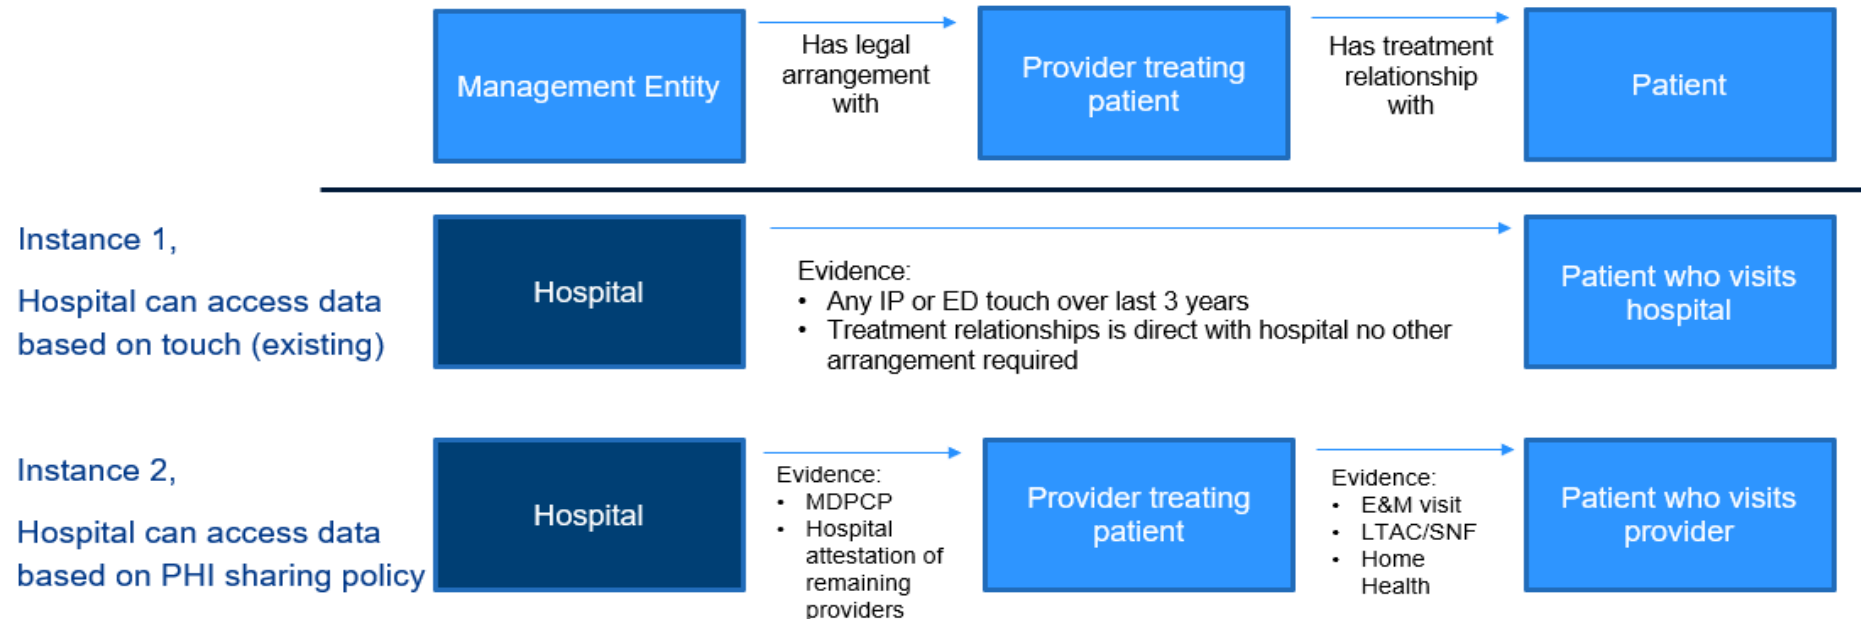 Management Entity
Has legal
arrangement
with
Provider treating
patient
Has treatment
relationship
with
Patient
Instance 1,
Hospital can access data
based on touch (existing)
Hospital
Evidence:
• Any IP or ED touch over last 3 years
• Treatment relationships is direct with hospital no other
arrangement required
Patient who visits
hospital
Instance 2,
Hospital can access data
based on PHI sharing policy
Hospital
Evidence:
• MDPCP
• Hospital
attestation of
remaining
providers
Provider treating
patient
Evidence:
• E&M visit
• LTAC/SNF
• Home
Health
Patient who visits
provider